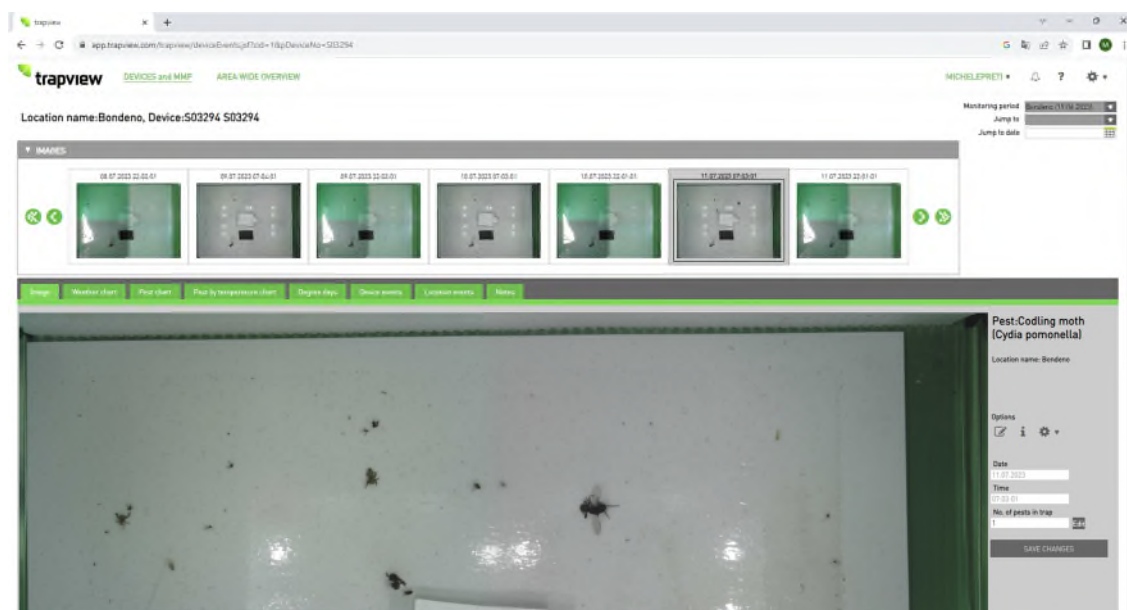 trapview
app.trapview.com/trapview/deviceEvents.jsf?cid=1&pDeviceNo=S03294
trapview
DEVICES and MMP
AREA-WIDE OVERVIEW
MICHELEPRETI
?
Location name:Bondeno, Device:S03294 S03294
Monitoring period
Jump to
Jump to date
IMAGES
08.07.2023 22-02-01
09.07.2023 07-04-01
09.07.2023 22-02-01
10.07.2023 07-03-01
10.07.2023 22-01-01
11.07.2023 07-03-01
11.07.2023 22-01-01
Image
Weather chart
Pest chart
Pest by temperature chart
Degree days
Device events
Location events
Notes
Pest:Codling moth
(Cydia pomonella)
Location name: Bondeno
Options
Date
11.07.2023
Time
07-03-01
No. of pests in trap
1
Edit
SAVE CHANGES